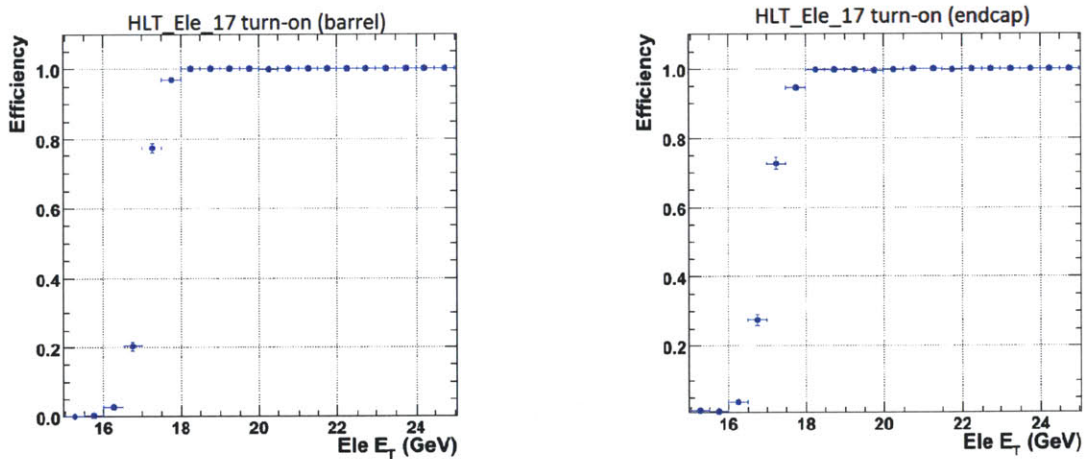 HLT_Ele_17 turn-on (barrel)
Efficiency
1.0
0.8
0.6
0.4
0.2
0.0
16 18 20 22 24
Ele E_T (GeV)
HLT_Ele_17 turn-on (endcap)
Efficiency
1.0
0.8
0.6
0.4
0.2
16 18 20 22 24
Ele E_T (GeV)